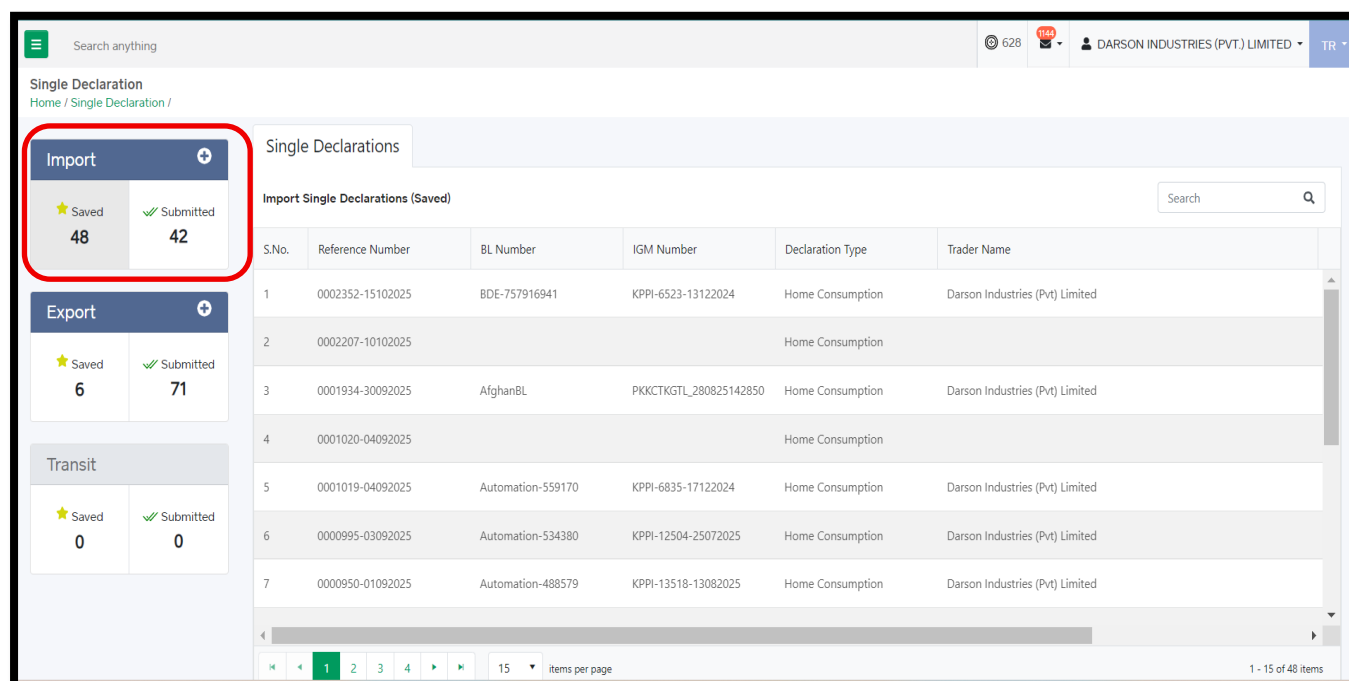 Search anything
628
1144
DARSON INDUSTRIES (PVT.) LIMITED
TR
Single Declaration
Home / Single Declaration /
Import
Saved
48
Submitted
42
Export
Saved
6
Submitted
71
Transit
Saved
0
Submitted
0
Single Declarations
Import Single Declarations (Saved)
Search
S.No. Reference Number BL Number IGM Number Declaration Type Trader Name
1 0002352-15102025 BDE-757916941 KPPI-6523-13122024 Home Consumption Darson Industries (Pvt) Limited
2 0002207-10102025 Home Consumption
3 0001934-30092025 AfghanBL PKKCTKGTL_280825142850 Home Consumption Darson Industries (Pvt) Limited
4 0001020-04092025 Home Consumption
5 0001019-04092025 Automation-559170 KPPI-6835-17122024 Home Consumption Darson Industries (Pvt) Limited
6 0000995-03092025 Automation-534380 KPPI-12504-25072025 Home Consumption Darson Industries (Pvt) Limited
7 0000950-01092025 Automation-488579 KPPI-13518-13082025 Home Consumption Darson Industries (Pvt) Limited
1 2 3 4 15 items per page 1 - 15 of 48 items